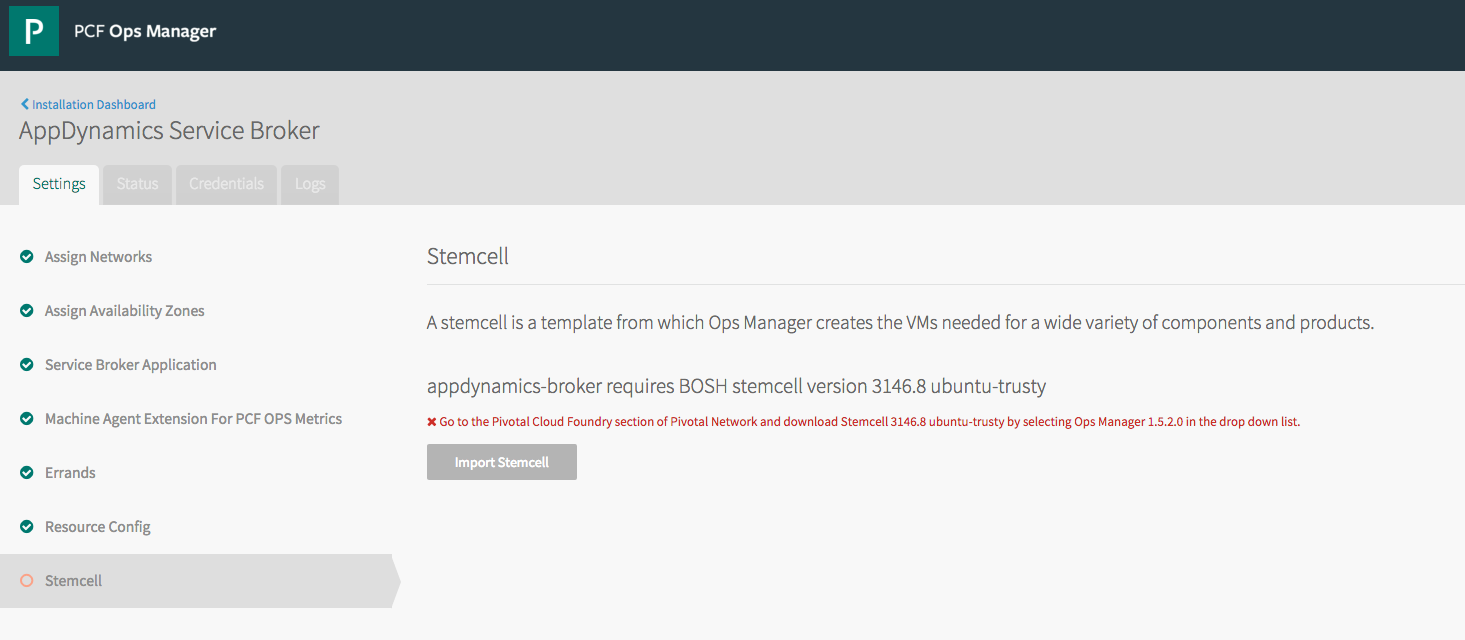 P
PCF Ops Manager
Installation Dashboard
AppDynamics Service Broker
Settings
Status
Credentials
Logs
Assign Networks
Assign Availability Zones
Service Broker Application
Machine Agent Extension For PCF OPS Metrics
Errands
Resource Config
Stemcell
Stemcell
A stemcell is a template from which Ops Manager creates the VMs needed for a wide variety of components and products.
appdynamics-broker requires BOSH stemcell version 3146.8 ubuntu-trusty
Go to the Pivotal Cloud Foundry section of Pivotal Network and download Stemcell 3146.8 ubuntu-trusty by selecting Ops Manager 1.5.2.0 in the drop down list.
Import Stemcell